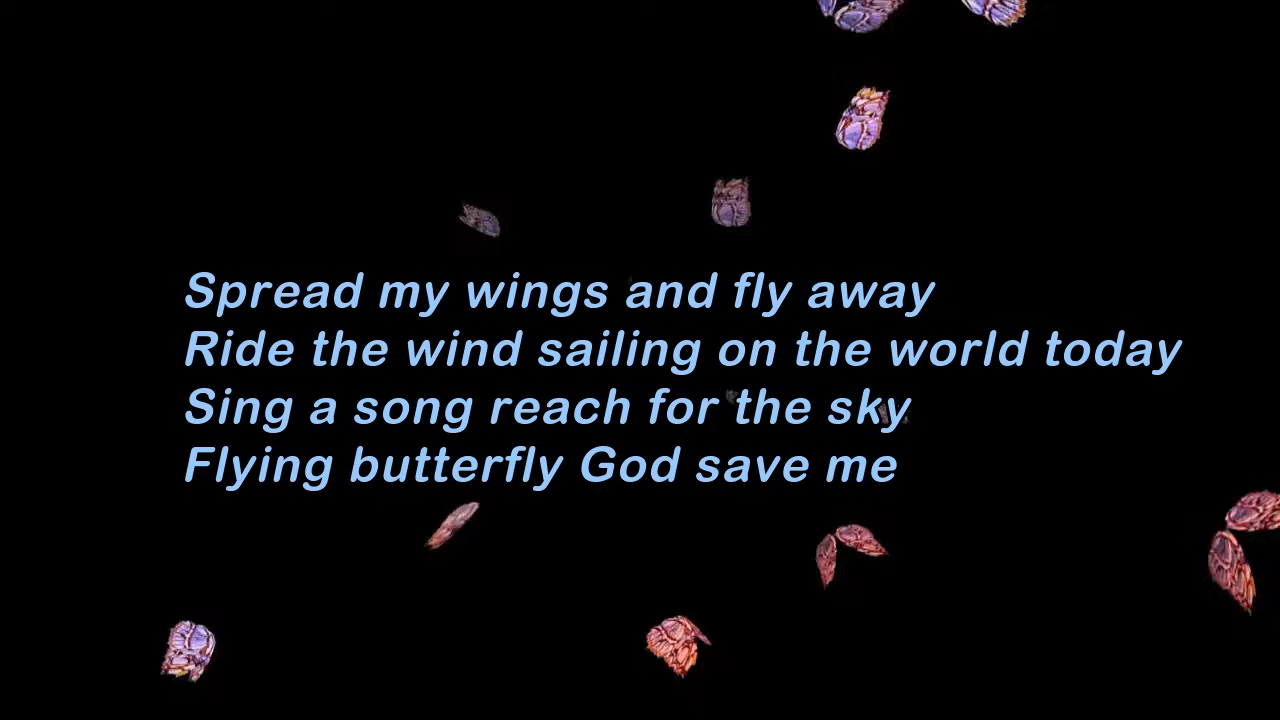 Spread my wings and fly away
Ride the wind sailing on the world today
Sing a song reach for the sky
Flying butterfly God save me